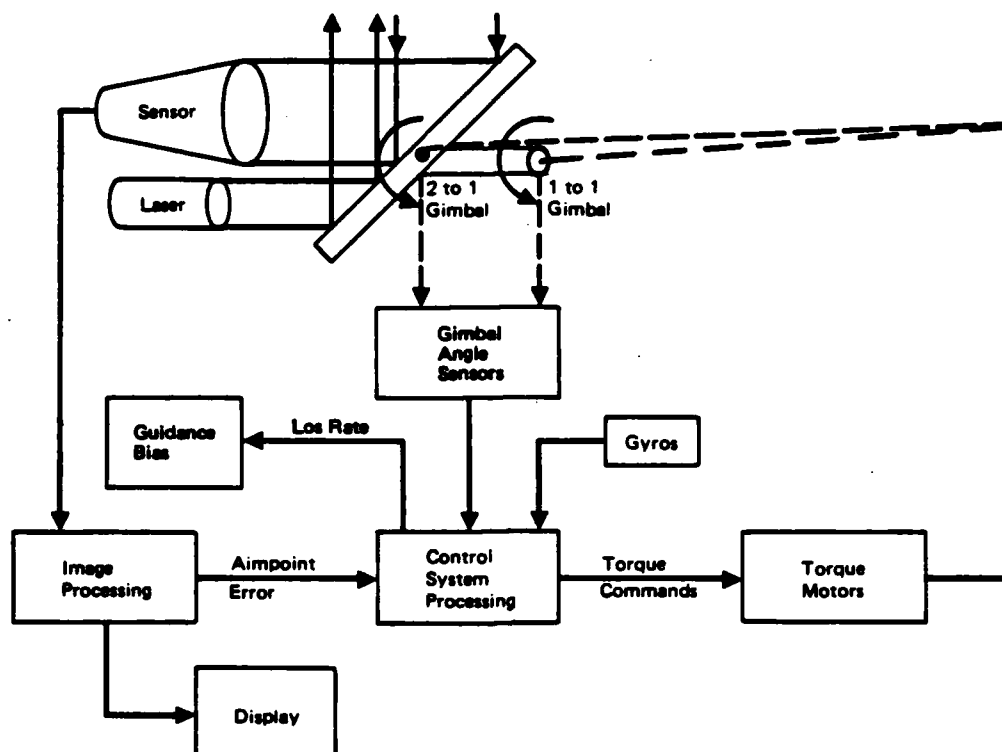 Sensor
Laser
2 to 1
Gimbal
1 to 1
Gimbal
Gimbal
Angle
Sensors
Guidance
Bias
Los Rate
Gyros
Image
Processing
Aimpoint
Error
Control
System
Processing
Torque
Commands
Torque
Motors
Display